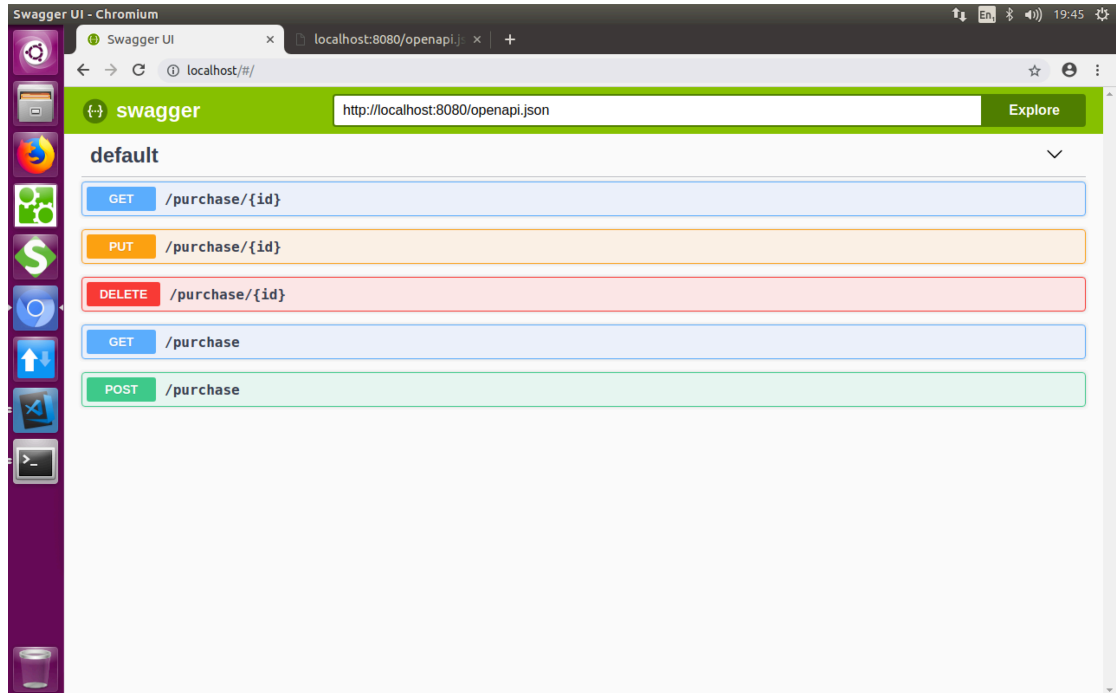 Swagger UI - Chromium
En
19:45
Swagger UI
localhost:8080/openapi.j
localhost/#/
{··} swagger
http://localhost:8080/openapi.json
Explore
default
GET /purchase/{id}
PUT /purchase/{id}
DELETE /purchase/{id}
GET /purchase
POST /purchase